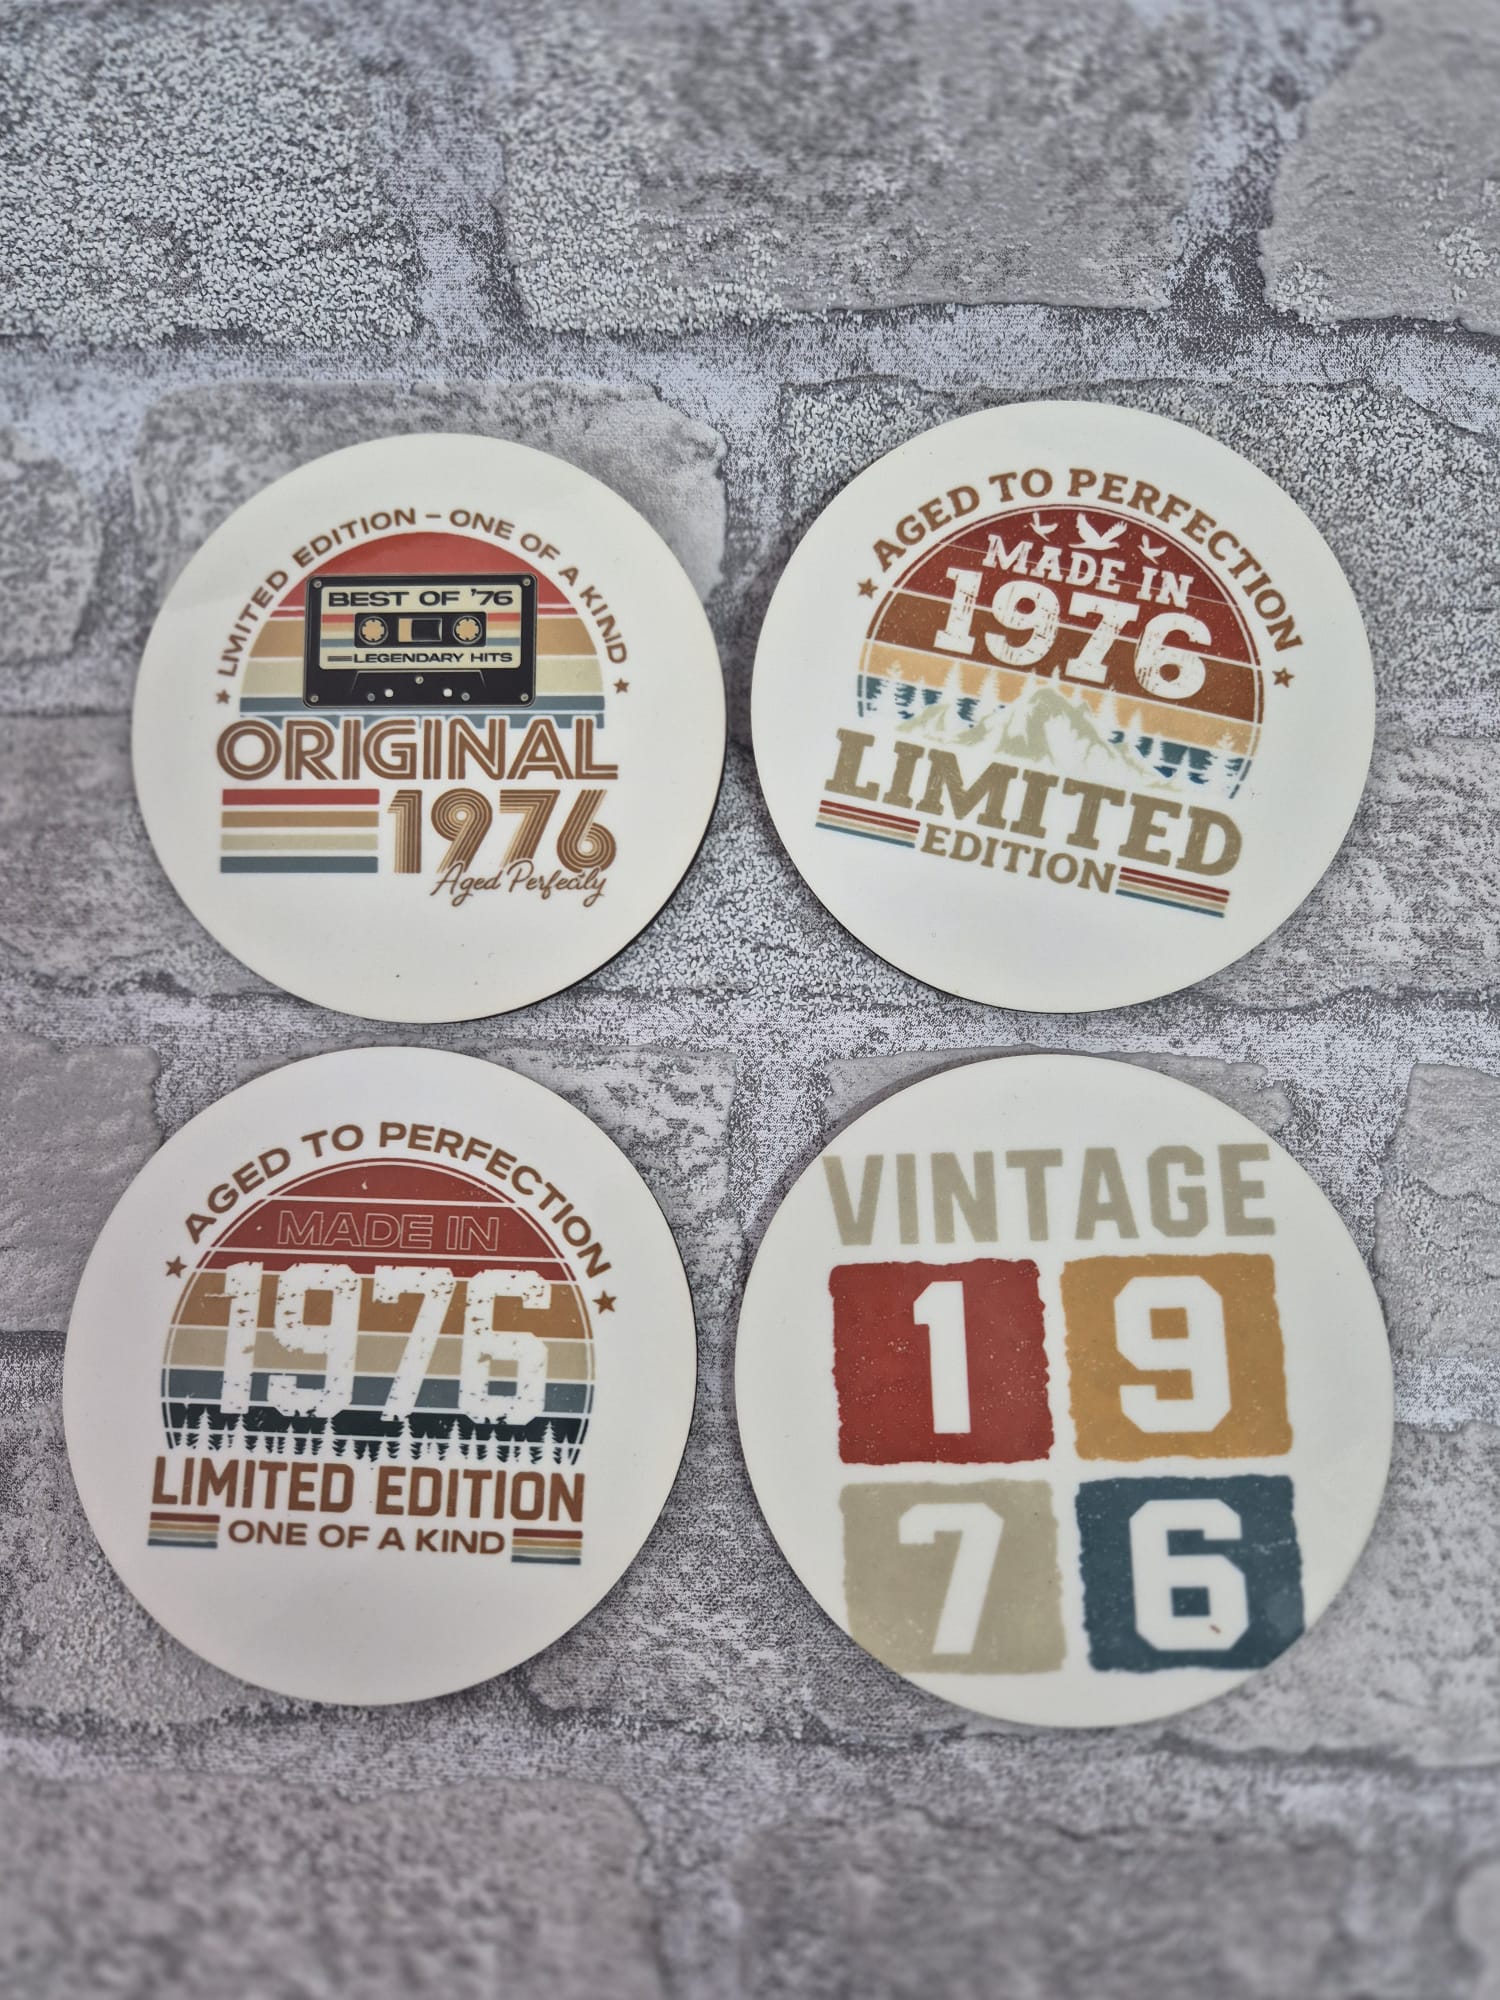 LIMITED EDITION – ONE OF A KIND
BEST OF '76
LEGENDARY HITS
ORIGINAL
1976
Aged Perfectly
AGED TO PERFECTION
MADE IN
1976
LIMITED
EDITION
AGED TO PERFECTION
MADE IN
1976
LIMITED EDITION
ONE OF A KIND
VINTAGE
1 9
7 6